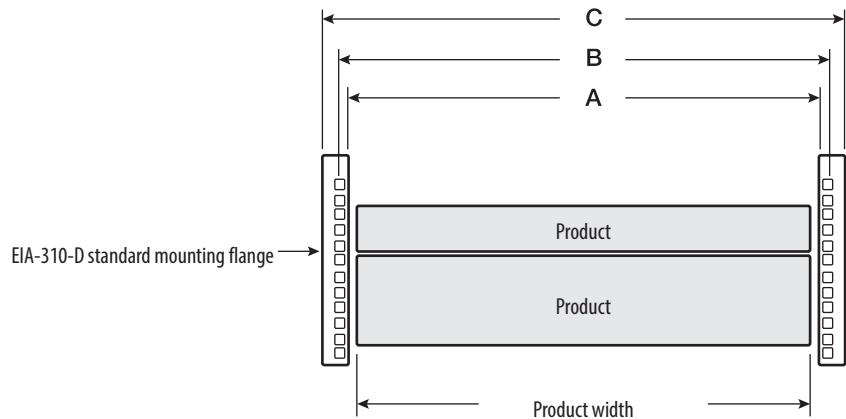 C
B
A
Product
EIA-310-D standard mounting flange
Product
Product width